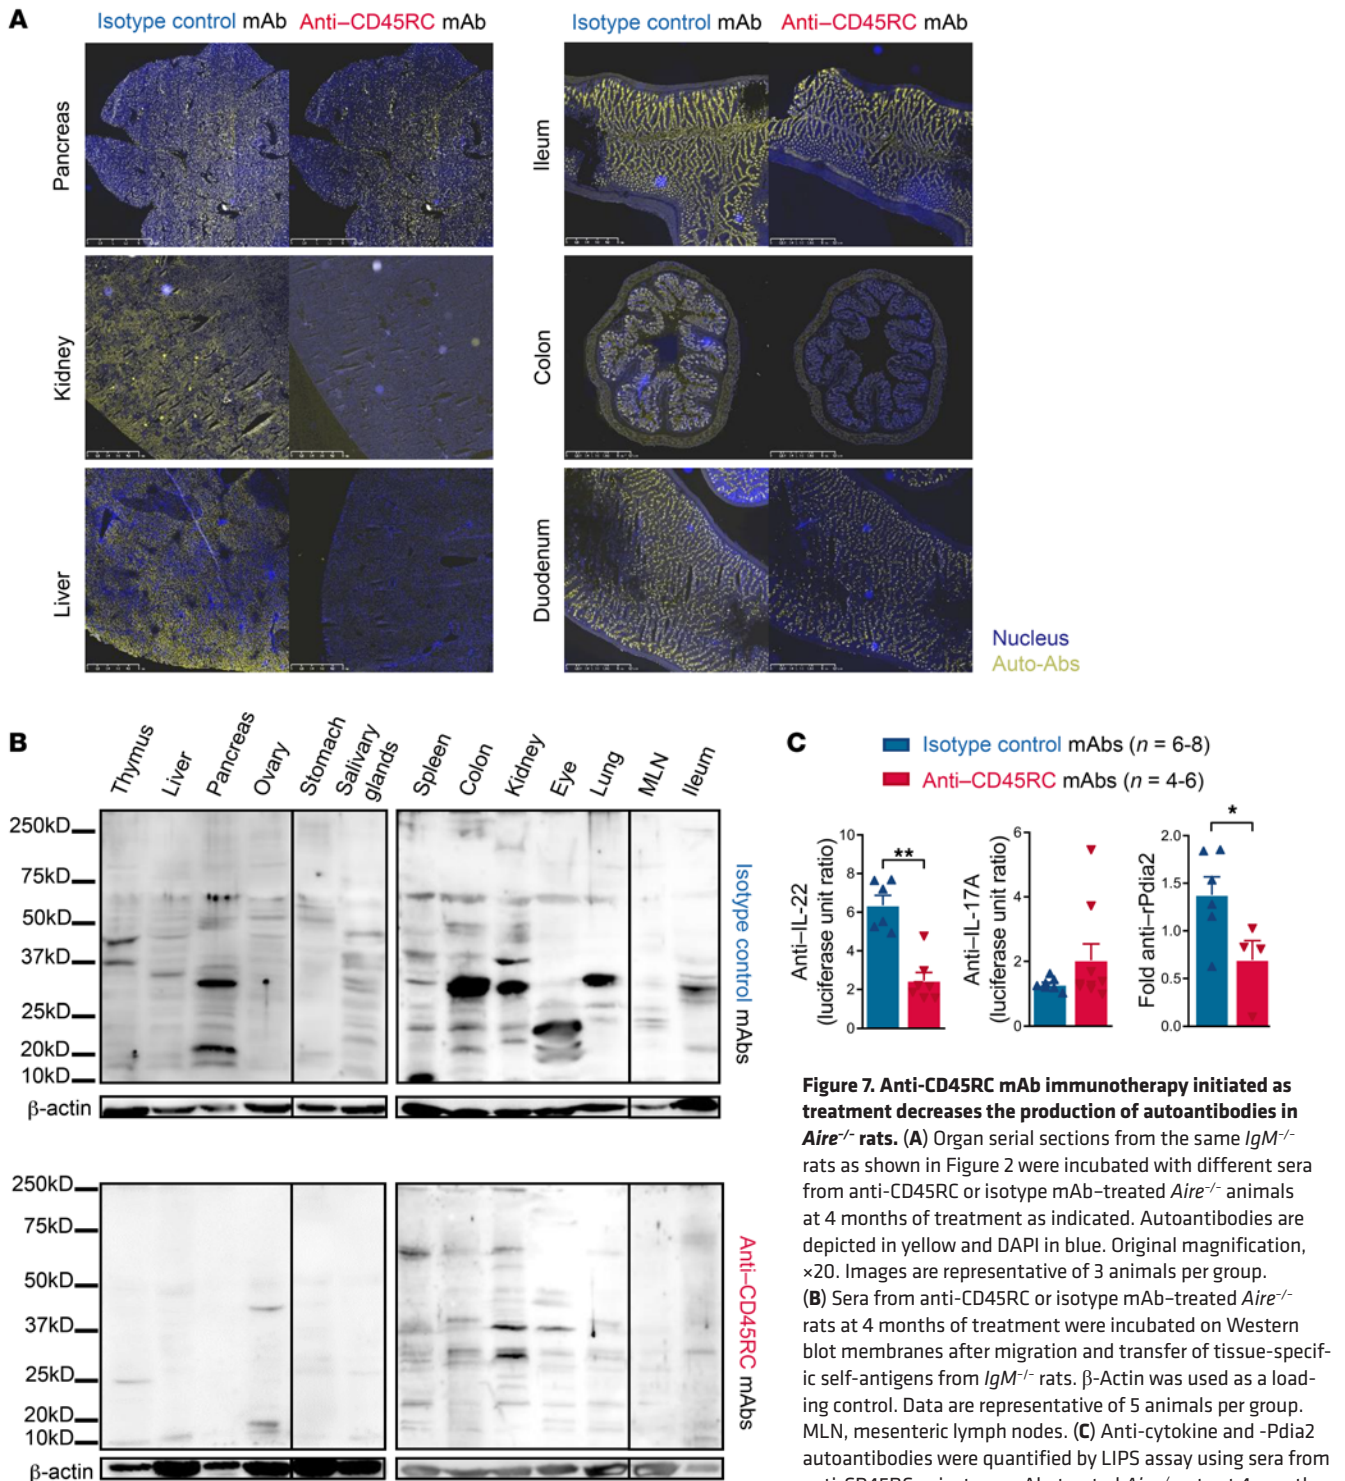 A
Isotype control mAb Anti–CD45RC mAb
Isotype control mAb Anti–CD45RC mAb
Pancreas
Ileum
Kidney
Colon
Liver
Duodenum
Nucleus
Auto-Abs
B
Thymus
Liver
Pancreas
Ovary
Stomach
Salivary
glands
Spleen
Colon
Kidney
Eye
Lung
MLN
Ileum
250kD
75kD
50kD
37kD
25kD
20kD
10kD
β-actin
Isotype control mAbs
250kD
75kD
50kD
37kD
25kD
20kD
10kD
β-actin
Anti–CD45RC mAbs
C
Isotype control mAbs (n = 6-8)
Anti–CD45RC mAbs (n = 4-6)
Anti–IL-22
(luciferase unit ratio)
10
8
6
4
2
0
**
Anti–IL-17A
(luciferase unit ratio)
6
4
2
0
Fold anti–rPdia2
2.0
1.5
1.0
0.5
0.0
*
Figure 7. Anti-CD45RC mAb immunotherapy initiated as
treatment decreases the production of autoantibodies in
Aire-/- rats. (A) Organ serial sections from the same IgM-/-
rats as shown in Figure 2 were incubated with different sera
from anti-CD45RC or isotype mAb–treated Aire-/- animals
at 4 months of treatment as indicated. Autoantibodies are
depicted in yellow and DAPI in blue. Original magnification,
×20. Images are representative of 3 animals per group.
(B) Sera from anti-CD45RC or isotype mAb–treated Aire-/-
rats at 4 months of treatment were incubated on Western
blot membranes after migration and transfer of tissue-specif-
ic self-antigens from IgM-/- rats. β-Actin was used as a load-
ing control. Data are representative of 5 animals per group.
MLN, mesenteric lymph nodes. (C) Anti-cytokine and -Pdia2
autoantibodies were quantified by LIPS assay using sera from